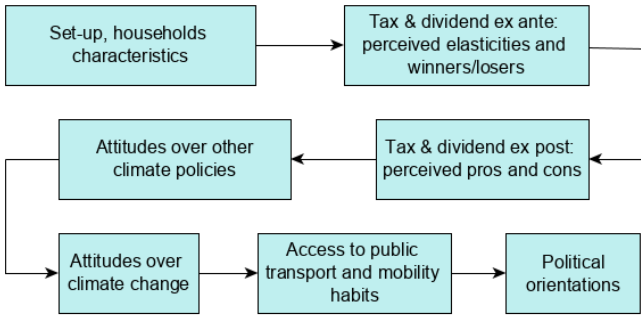 Set-up, households
characteristics
Tax & dividend ex ante:
perceived elasticities and
winners/losers
Tax & dividend ex post:
perceived pros and cons
Attitudes over other
climate policies
Attitudes over
climate change
Access to public
transport and mobility
habits
Political
orientations